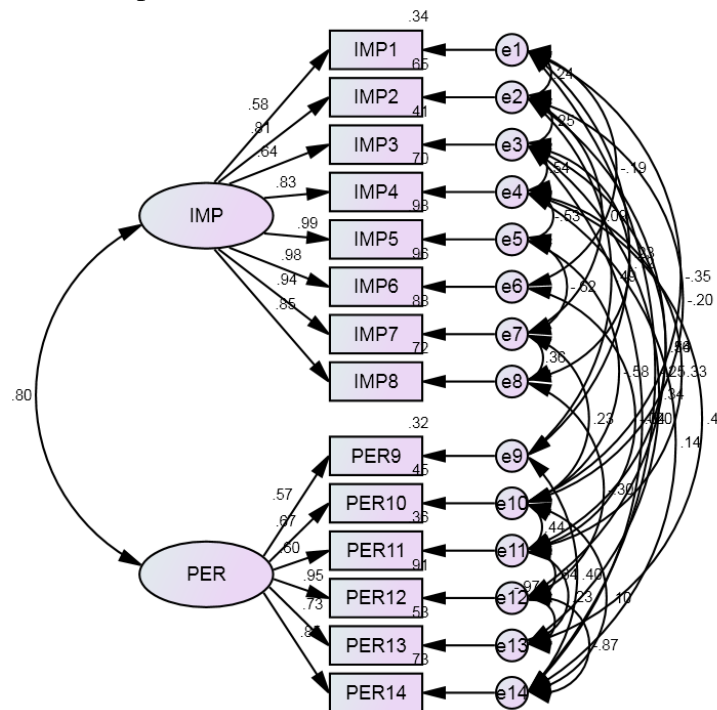 .34
IMP1 e1
.65
.58 IMP2 e2 .24
.81 .41 .25
.64 IMP3 e3
.70 .54 -.19
.83 IMP4 e4
.98 -.53
IMP .99 IMP5 e5
.98 .96
.94 IMP6 e6 -.35
.88 -.62 -.20
.85 IMP7 e7
.72 .36
IMP8 e8 -.58 .33
.80 .34
.32 .23 .14
PER9 e9
.45
.57 PER10 e10 -.30
.67 .36 .44
.60 PER11 e11
.91 .40
PER .95 PER12 e12 -.97
.73 .53 .23 .10
PER13 e13
.73 -.87
PER14 e14